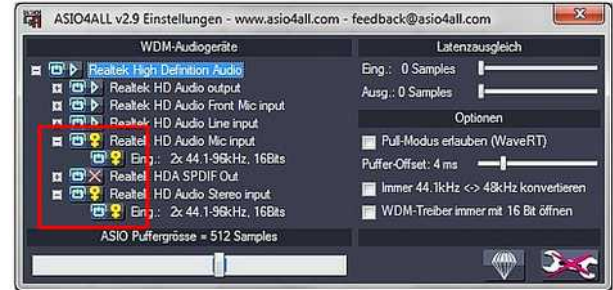 ASIO4ALL v2.9 Einstellungen - www.asio4all.com - feedback@asio4all.com
WDM-Audiogeräte
Realtek High Definition Audio
Realtek HD Audio output
Realtek HD Audio Front Mic input
Realtek HD Audio Line input
Realtek HD Audio Mic input
Eing.: 2x 44.1-96kHz, 16Bits
Realtek HDA SPDIF Out
Realtek HD Audio Stereo input
Eing.: 2x 44.1-96kHz, 16Bits
ASIO Puffergrösse = 512 Samples
Latenzausgleich
Eing.: 0 Samples
Ausg.: 0 Samples
Optionen
Pull-Modus erlauben (WaveRT)
Puffer-Offset: 4 ms
Immer 44.1kHz <-> 48kHz konvertieren
WDM-Treiber immer mit 16 Bit öffnen